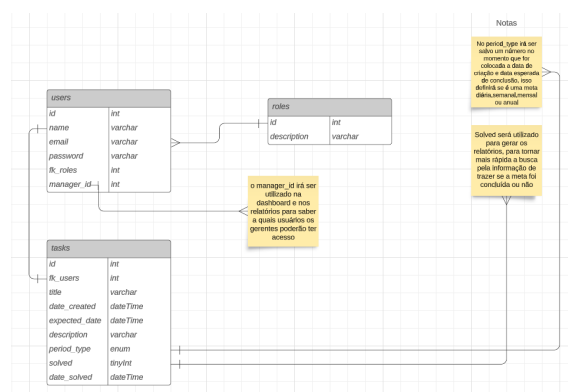 Notas
No period_type irá ser
salvo um número no
momento que for
colocada a data de
criação e data esperada
de conclusão, isso
definirá se é uma meta
diária,semanal,mensal
ou anual
users
id int
name varchar
email varchar
password varchar
fk_roles int
manager_id int
roles
id int
description varchar
Solved será utilizado
para gerar os
relatórios, para tornar
mais rápida a busca
pela informação de
trazer se a meta foi
concluída ou não
o manager_id irá ser
utilizado na
dashboard e nos
relatórios para saber
a quais usuários os
gerentes poderão ter
acesso
tasks
id int
fk_users int
title varchar
date_created dateTime
expected_date dateTime
description varchar
period_type enum
solved tinyInt
date_solved dateTime